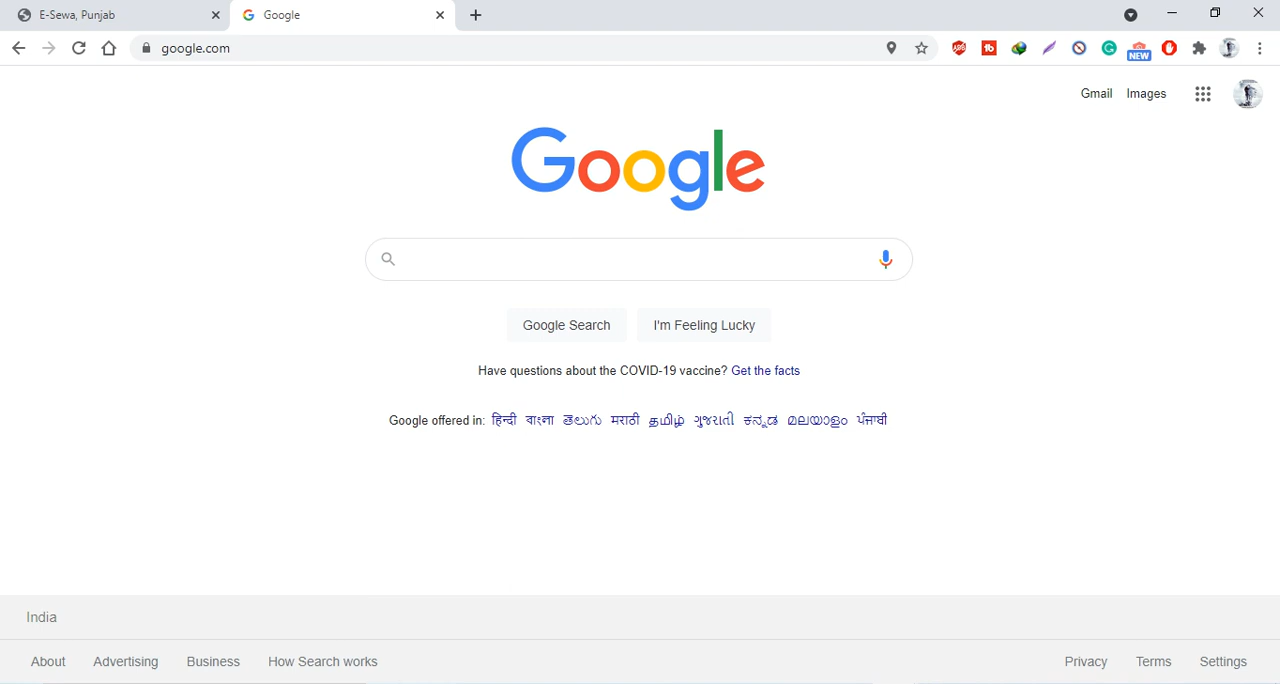 E-Sewa, Punjab
Google
google.com
NEW
Gmail Images
Google
Google Search I'm Feeling Lucky
Have questions about the COVID-19 vaccine? Get the facts
Google offered in: हिन्दी বাংলা తెలుగు मराठी தமிழ் ગુજરાતી ಕನ್ನಡ മലയാളം ਪੰਜਾਬੀ
India
About Advertising Business How Search works Privacy Terms Settings